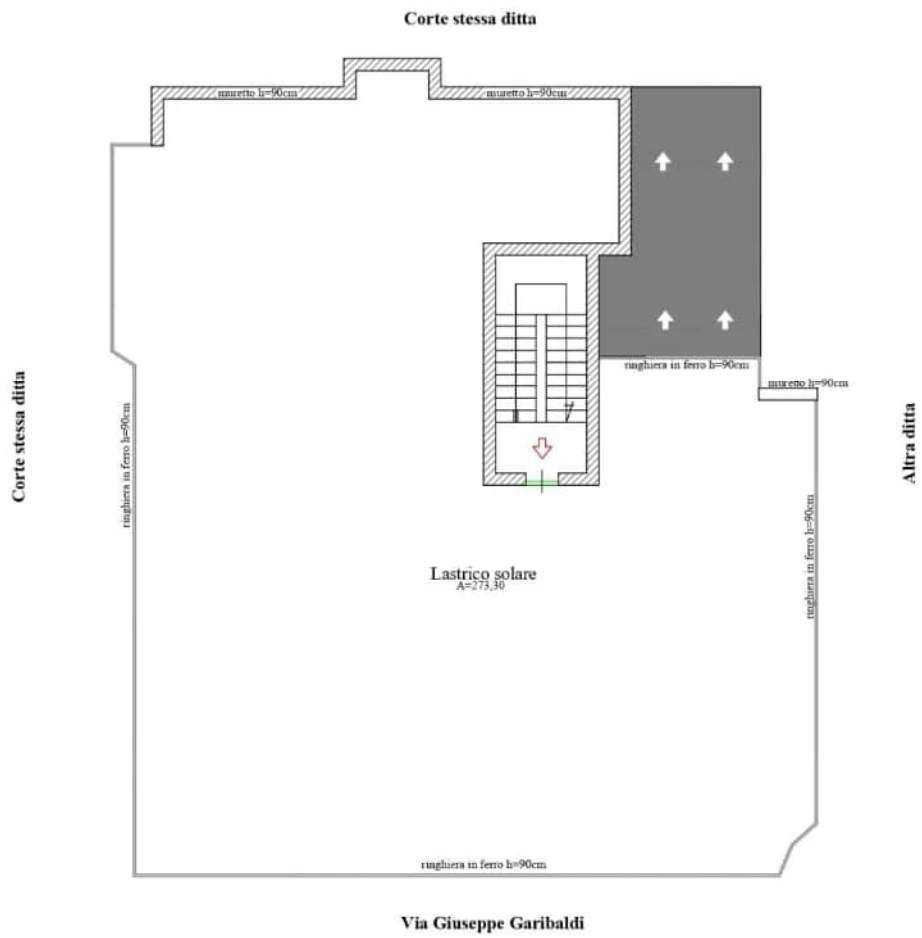 Corte stessa ditta
muretto h=90cm
muretto h=90cm
ringhiera in ferro h=90cm
muretto h=90cm
Corte stessa ditta
ringhiera in ferro h=90cm
Altra ditta
ringhiera in ferro h=90cm
Lastrico solare
A=273,30
ringhiera in ferro h=90cm
Via Giuseppe Garibaldi